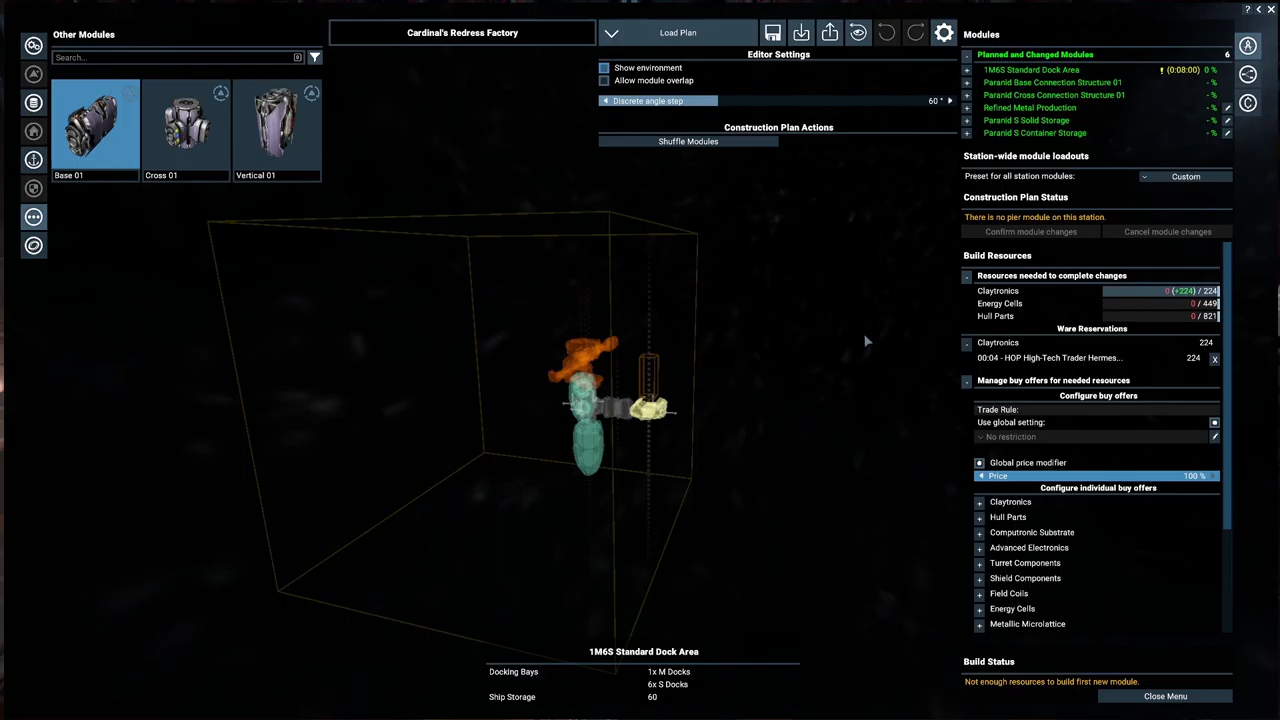 Other Modules
Search...
Base 01
Cross 01
Vertical 01
Cardinal's Redress Factory
Load Plan
Editor Settings
Show environment
Allow module overlap
Discrete angle step 60 °
Construction Plan Actions
Shuffle Modules
1M6S Standard Dock Area
Docking Bays 1x M Docks
6x S Docks
Ship Storage 60
Modules
Planned and Changed Modules 6
1M6S Standard Dock Area ! (0:08:00) 0 %
Paranid Base Connection Structure 01 - %
Paranid Cross Connection Structure 01 - %
Refined Metal Production - %
Paranid S Solid Storage - %
Paranid S Container Storage - %
Station-wide module loadouts
Preset for all station modules: Custom
Construction Plan Status
There is no pier module on this station.
Confirm module changes Cancel module changes
Build Resources
Resources needed to complete changes
Claytronics 0 (+224) / 224
Energy Cells 0 / 449
Hull Parts 0 / 821
Ware Reservations
Claytronics 224
00:04 - HOP High-Tech Trader Hermes... 224 X
Manage buy offers for needed resources
Configure buy offers
Trade Rule:
Use global setting:
No restriction
Global price modifier
Price 100 %
Configure individual buy offers
Claytronics
Hull Parts
Computronic Substrate
Advanced Electronics
Turret Components
Shield Components
Field Coils
Energy Cells
Metallic Microlattice
Build Status
Not enough resources to build first new module.
Close Menu